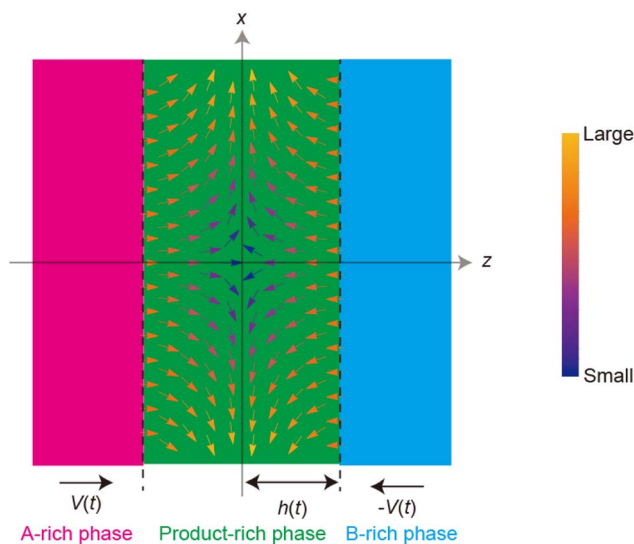 x
Large
z
Small
V(t)
h(t)
-V(t)
A-rich phase
Product-rich phase
B-rich phase